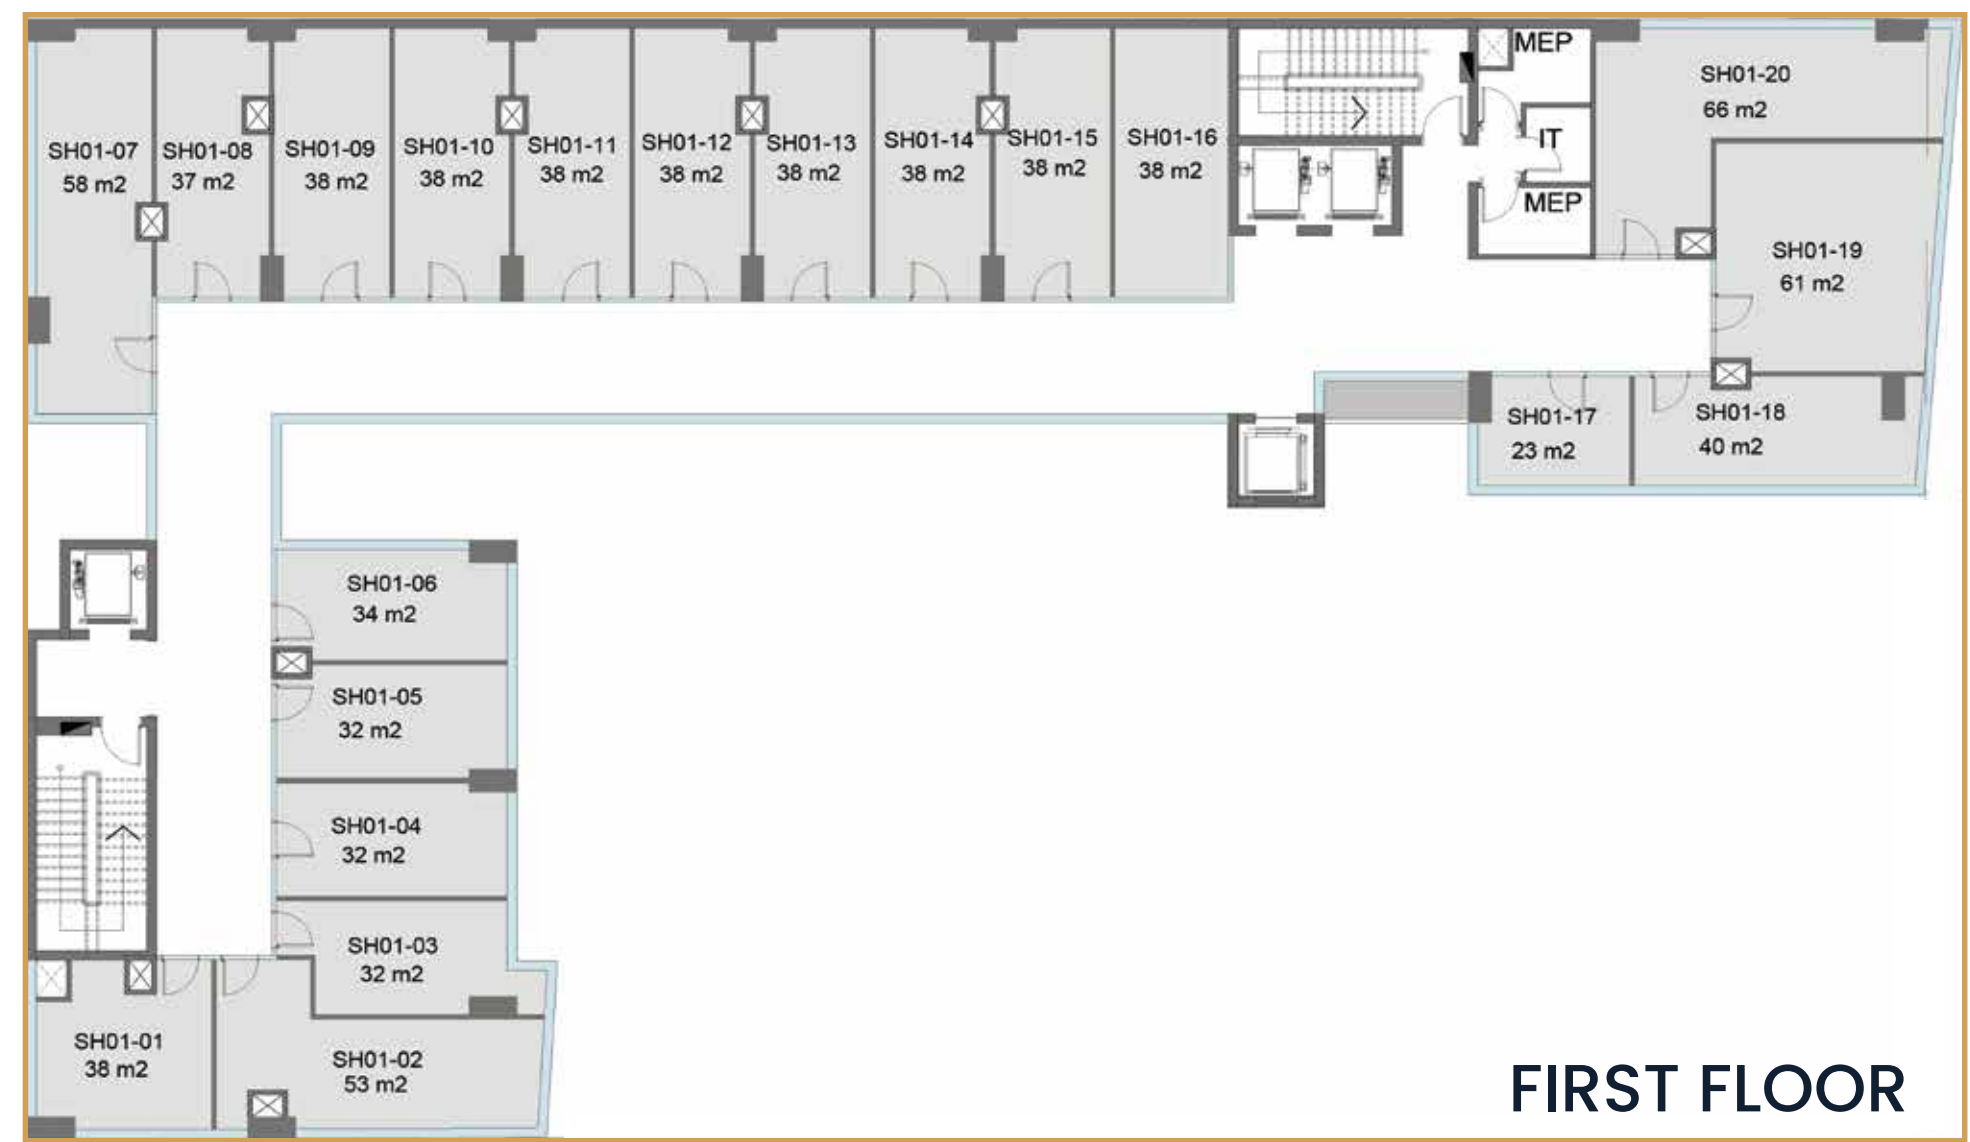 SH01-07
58 m2
SH01-08
37 m2
SH01-09
38 m2
SH01-10
38 m2
SH01-11
38 m2
SH01-12
38 m2
SH01-13
38 m2
SH01-14
38 m2
SH01-15
38 m2
SH01-16
38 m2
MEP
IT
MEP
SH01-20
66 m2
SH01-19
61 m2
SH01-17
23 m2
SH01-18
40 m2
SH01-06
34 m2
SH01-05
32 m2
SH01-04
32 m2
SH01-03
32 m2
SH01-01
38 m2
SH01-02
53 m2
FIRST FLOOR